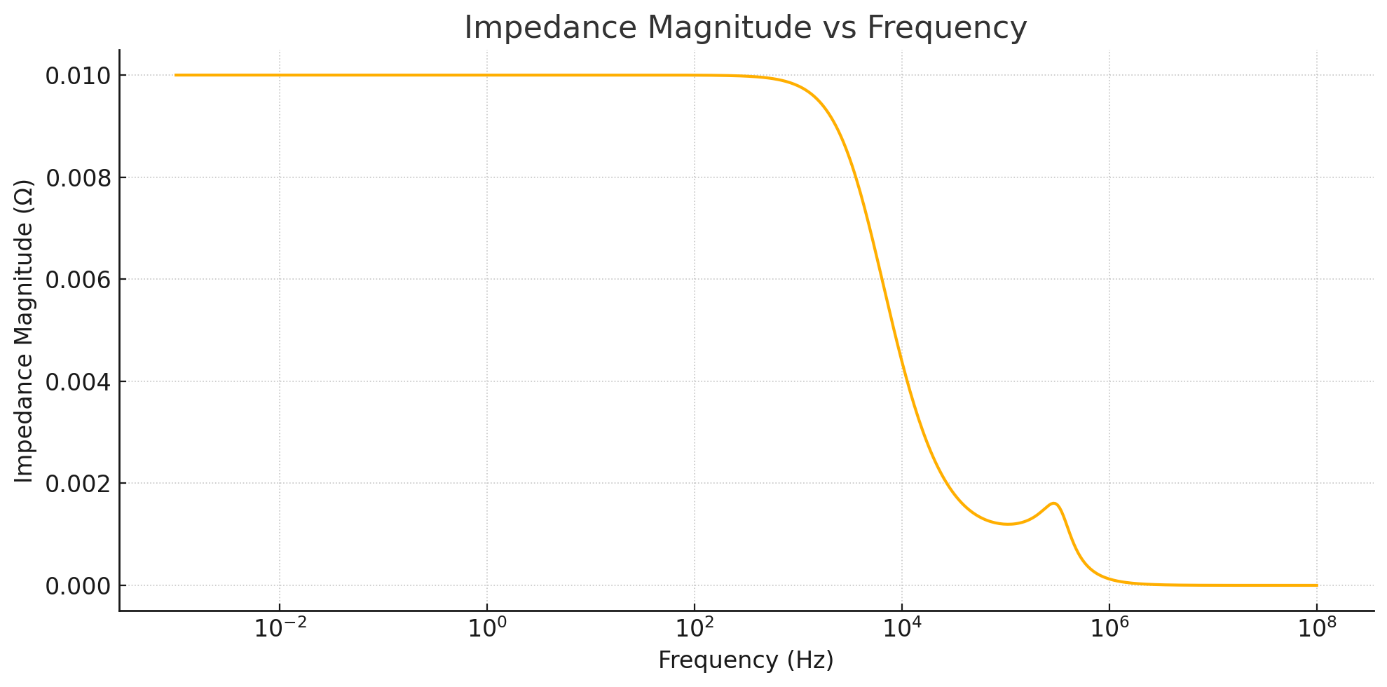 Impedance Magnitude vs Frequency
Impedance Magnitude (Ω)
0.010
0.008
0.006
0.004
0.002
0.000
10⁻² 10⁰ 10² 10⁴ 10⁶ 10⁸
Frequency (Hz)